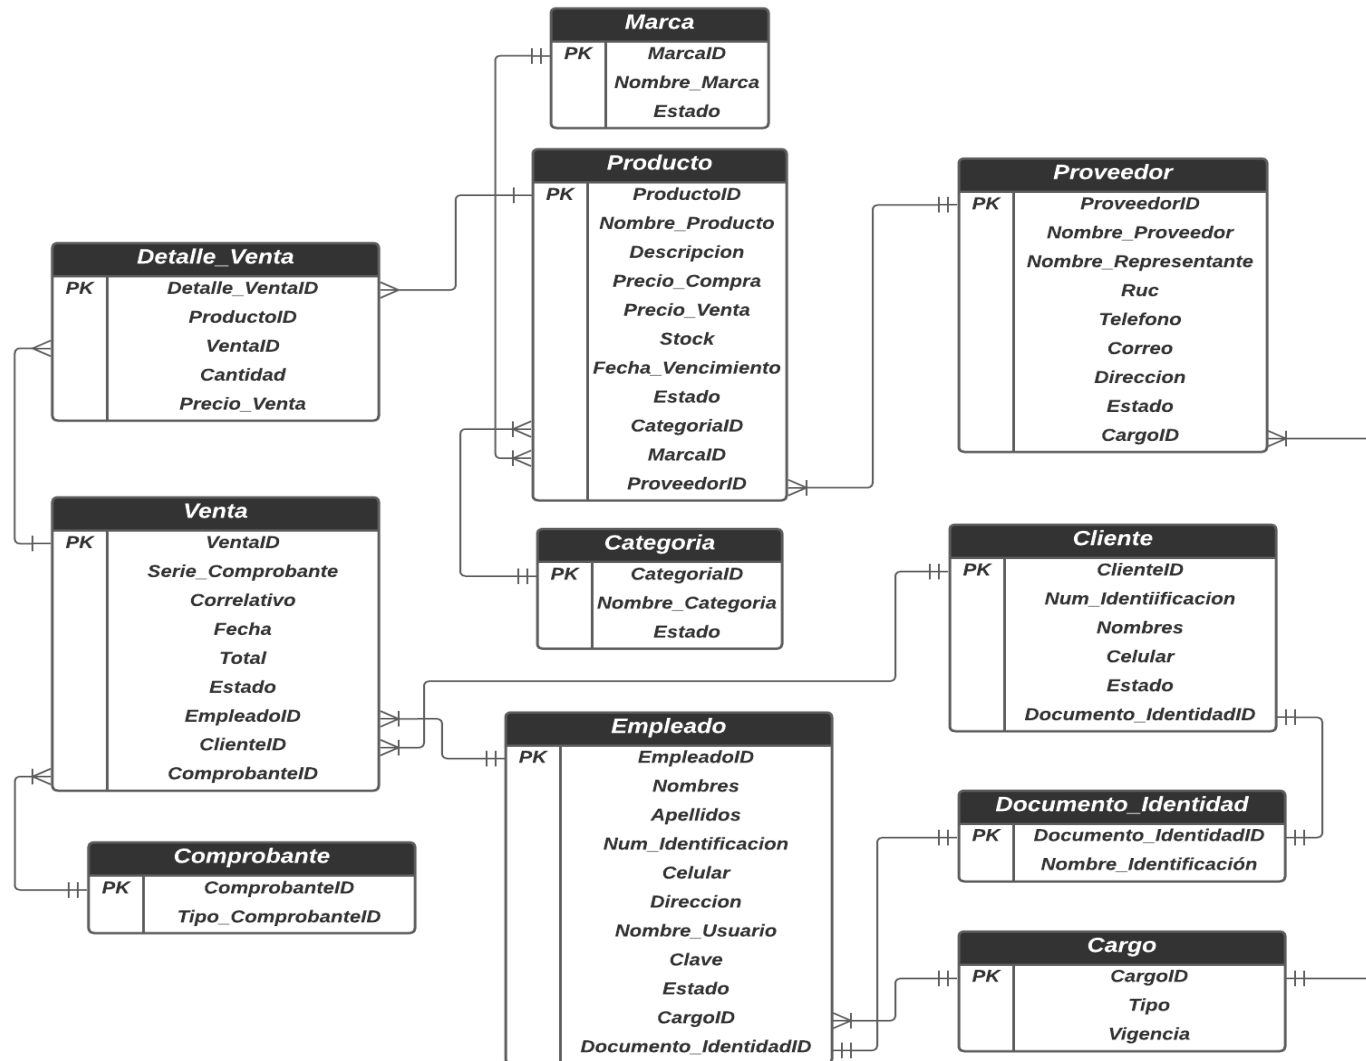 Marca
PK MarcaID
Nombre_Marca
Estado
Producto
PK ProductoID
Nombre_Producto
Descripcion
Precio_Compra
Precio_Venta
Stock
Fecha_Vencimiento
Estado
CategoriaID
MarcaID
ProveedorID
Proveedor
PK ProveedorID
Nombre_Proveedor
Nombre_Representante
Ruc
Telefono
Correo
Direccion
Estado
CargoID
Detalle_Venta
PK Detalle_VentaID
ProductoID
VentaID
Cantidad
Precio_Venta
Venta
PK VentaID
Serie_Comprobante
Correlativo
Fecha
Total
Estado
EmpleadoID
ClienteID
ComprobanteID
Categoria
PK CategoriaID
Nombre_Categoria
Estado
Cliente
PK ClienteID
Num_Identiificacion
Nombres
Celular
Estado
Documento_IdentidadID
Empleado
PK EmpleadoID
Nombres
Apellidos
Num_Identificacion
Celular
Direccion
Nombre_Usuario
Clave
Estado
CargoID
Documento_IdentidadID
Documento_Identidad
PK Documento_IdentidadID
Nombre_Identificación
Comprobante
PK ComprobanteID
Tipo_ComprobanteID
Cargo
PK CargoID
Tipo
Vigencia